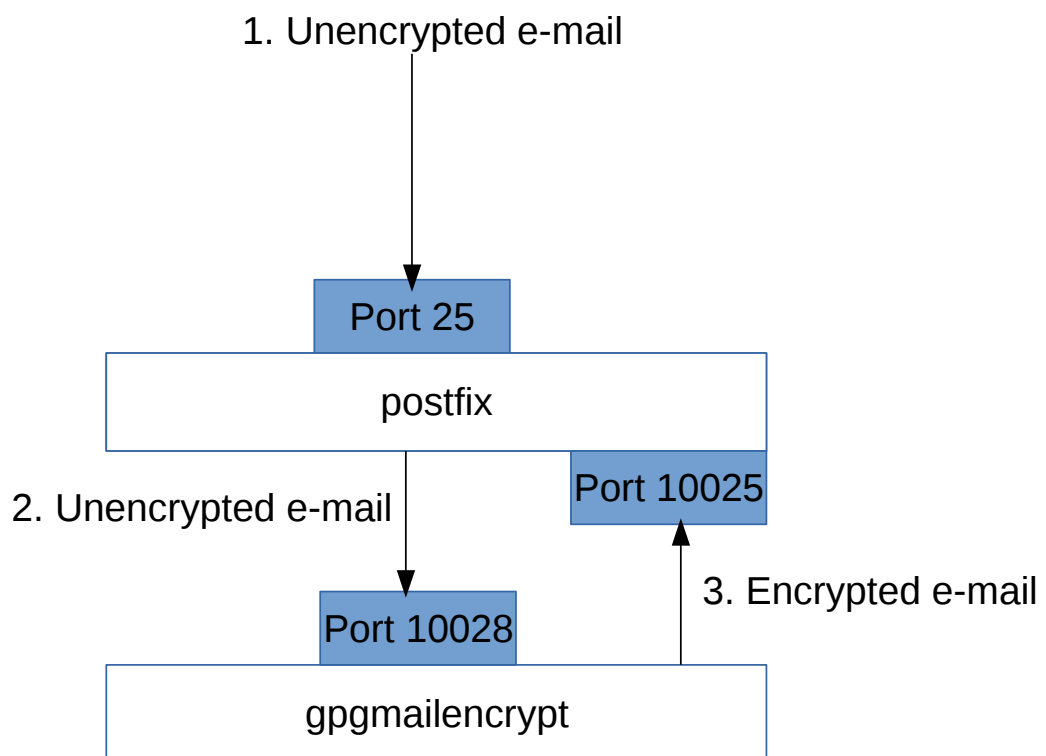 1. Unencrypted e-mail
Port 25
postfix
Port 10025
2. Unencrypted e-mail
3. Encrypted e-mail
Port 10028
gpgmailencrypt